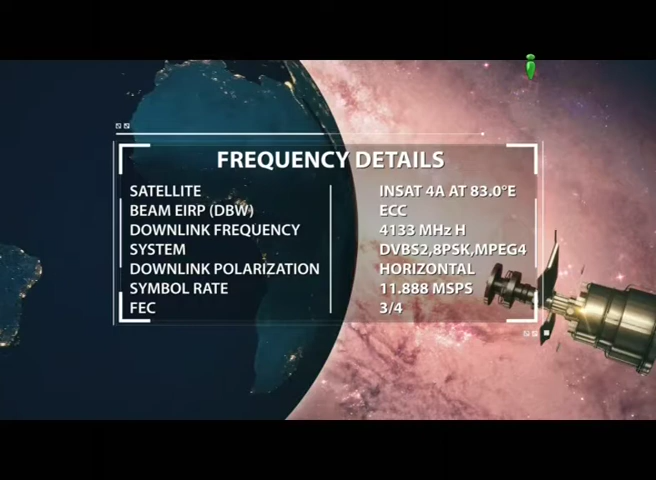 FREQUENCY DETAILS
SATELLITE INSAT 4A AT 83.0°E
BEAM EIRP (DBW) ECC
DOWNLINK FREQUENCY 4133 MHz H
SYSTEM DVBS2,8PSK,MPEG4
DOWNLINK POLARIZATION HORIZONTAL
SYMBOL RATE 11.888 MSPS
FEC 3/4